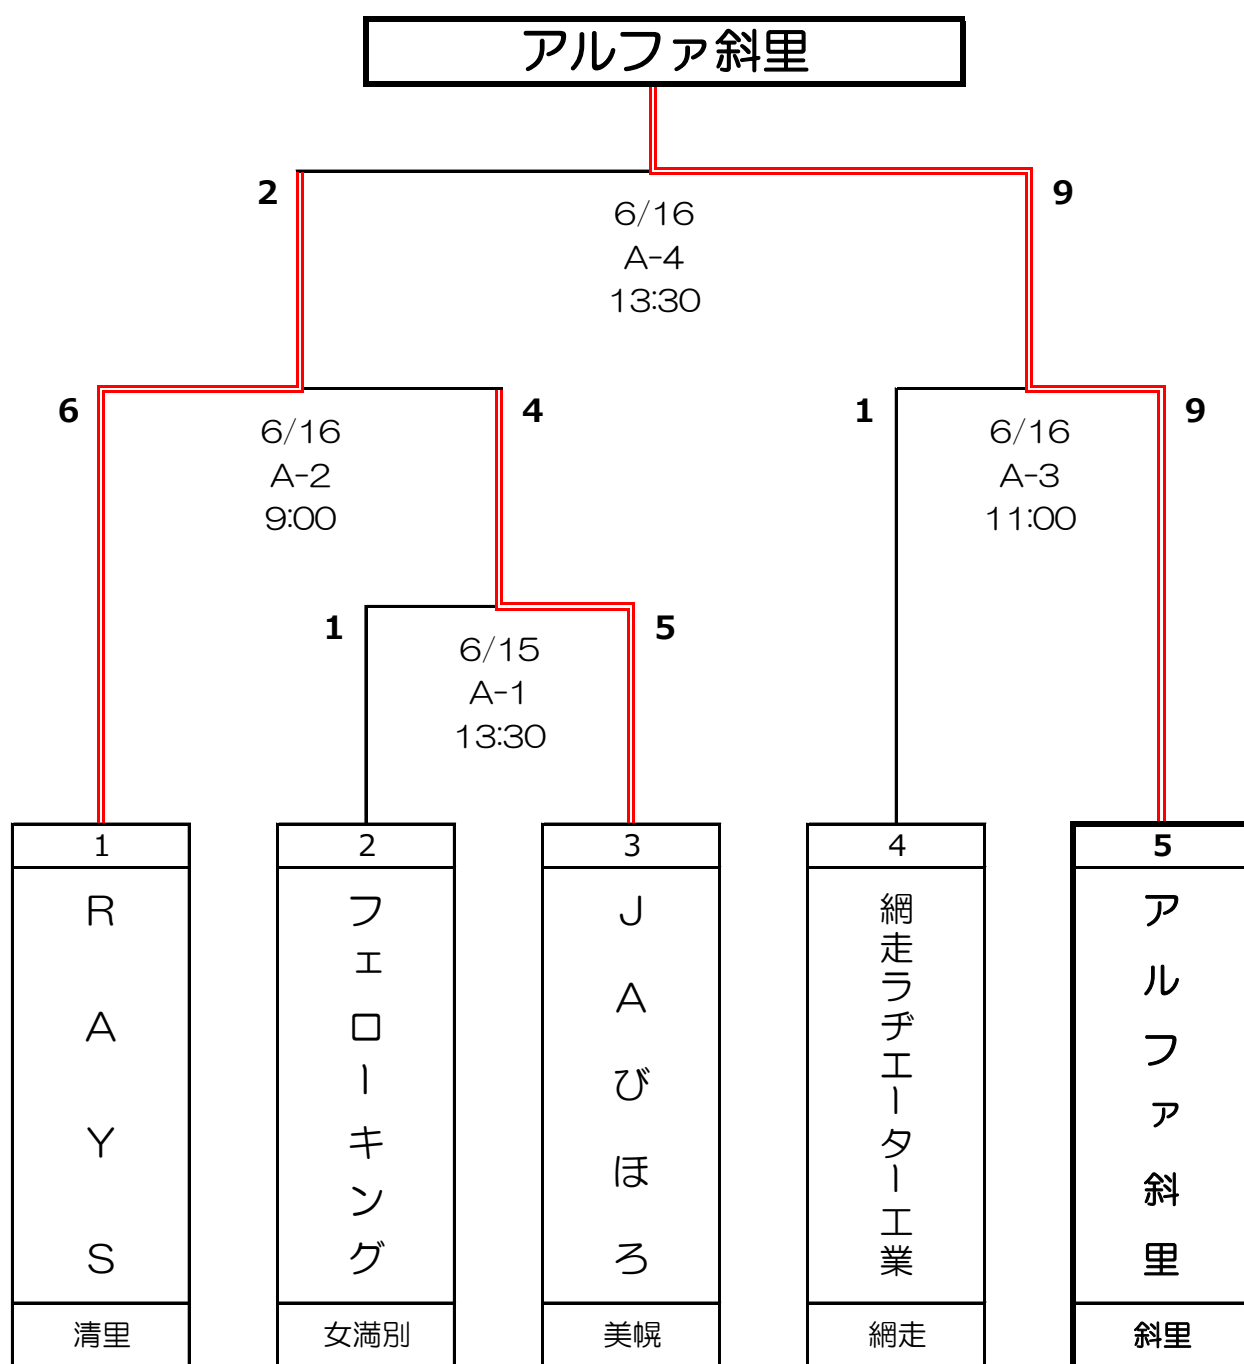 アルファ斜里
2
9
6/16
A-4
13:30
6
4
1
9
6/16
A-2
9:00
6/16
A-3
11:00
1
5
6/15
A-1
13:30
1
2
3
4
5
RAYS
フェローキング
JAびほろ
網走ラヂエーター工業
アルファ斜里
清里
女満別
美幌
網走
斜里